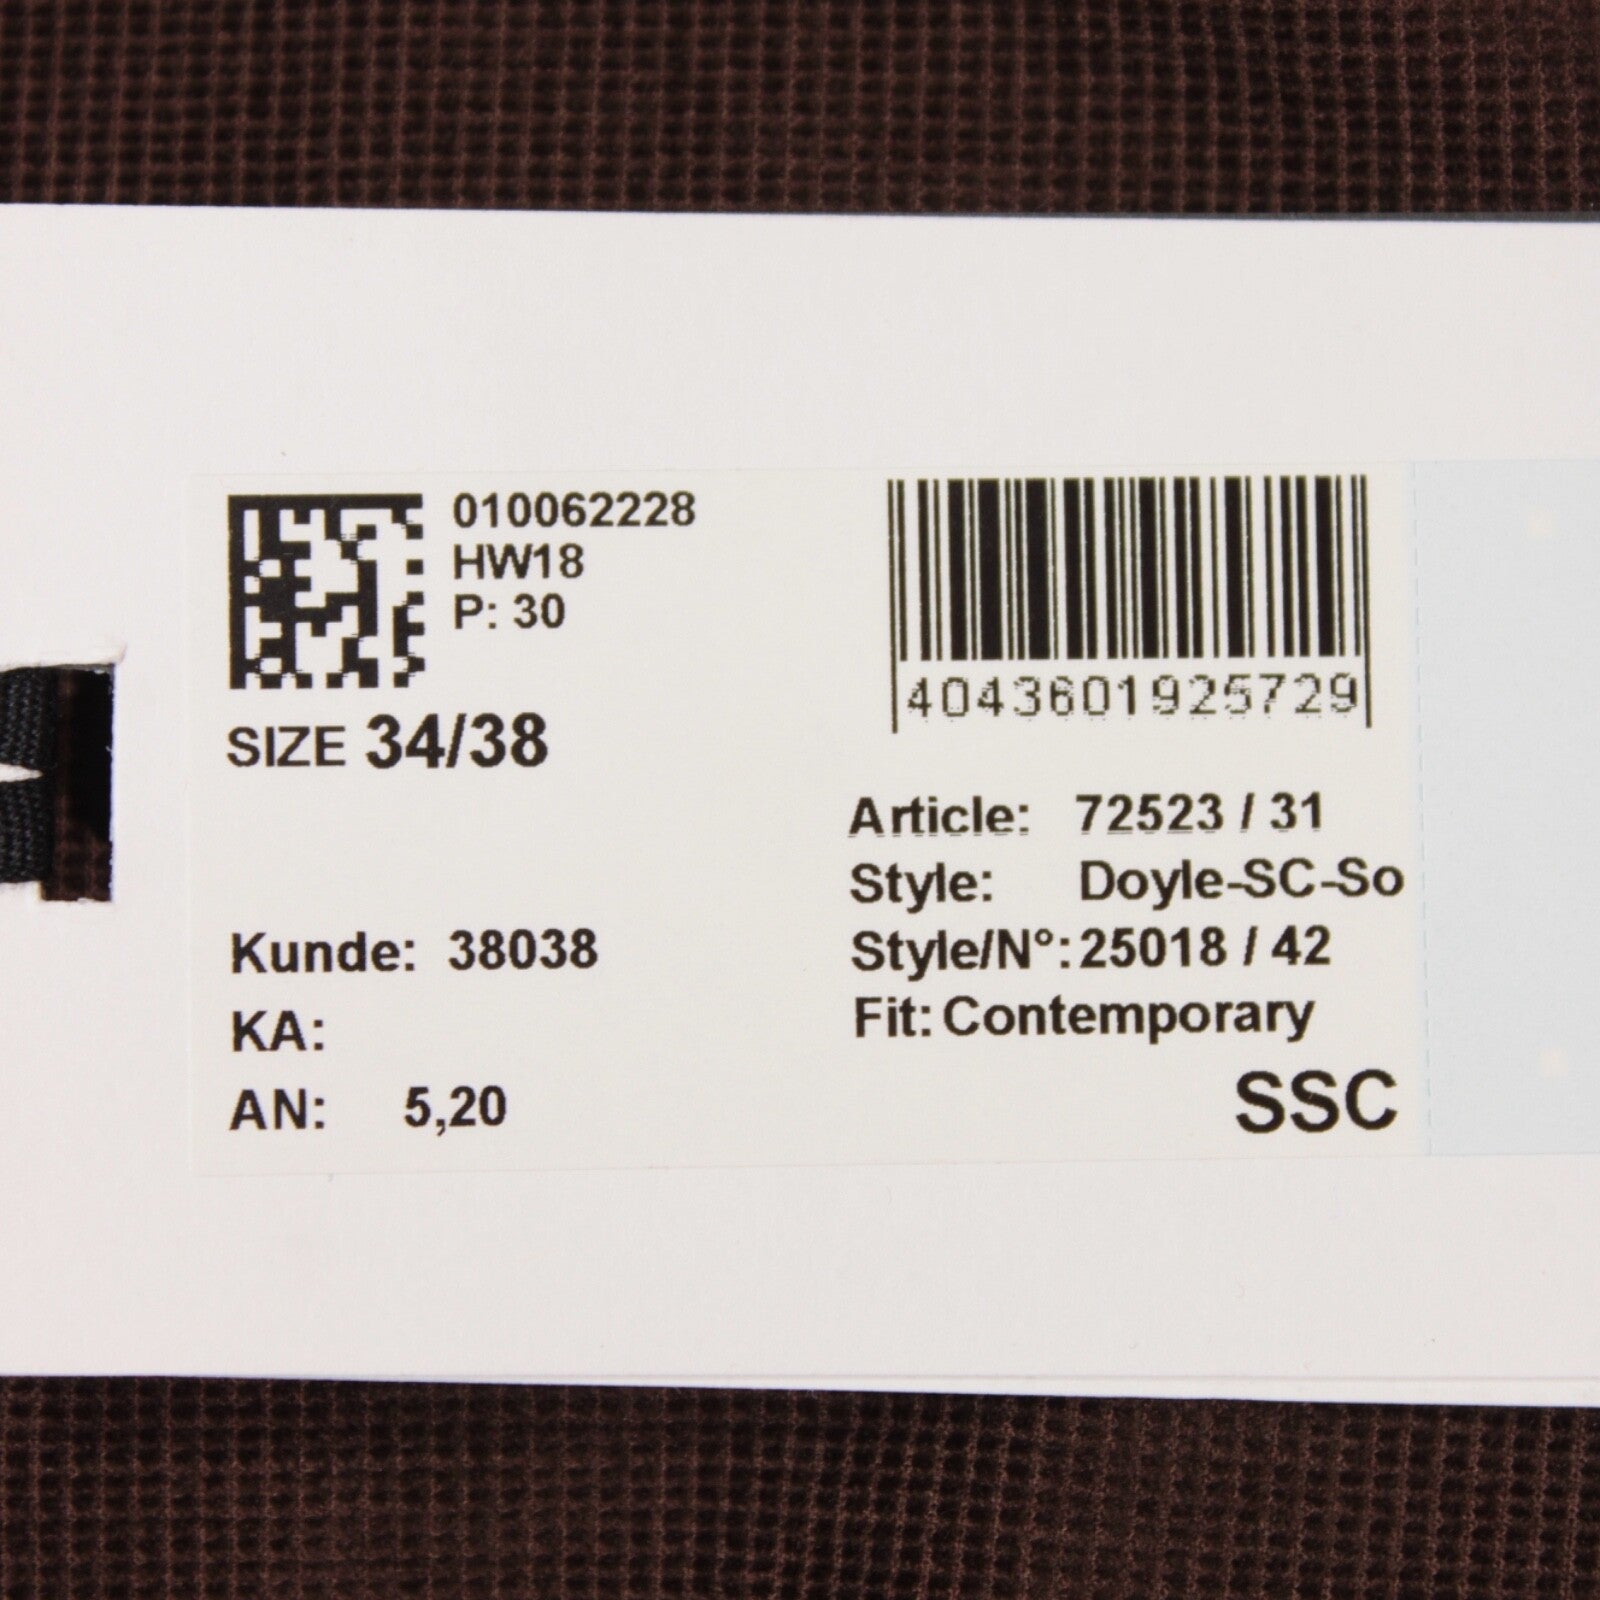 010062228
HW18
P: 30
SIZE 34/38
4043601925729
Article: 72523 / 31
Style: Doyle-SC-So
Style/N°: 25018 / 42
Fit: Contemporary
SSC
Kunde: 38038
KA:
AN: 5,20